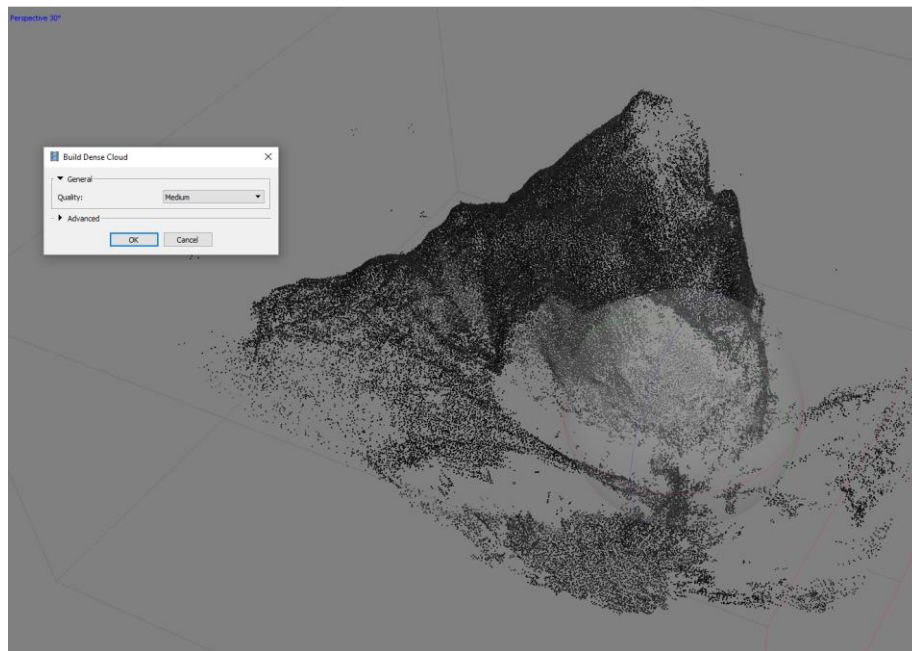 Perspective 30°
Build Dense Cloud
General
Quality: Medium
Advanced
OK Cancel